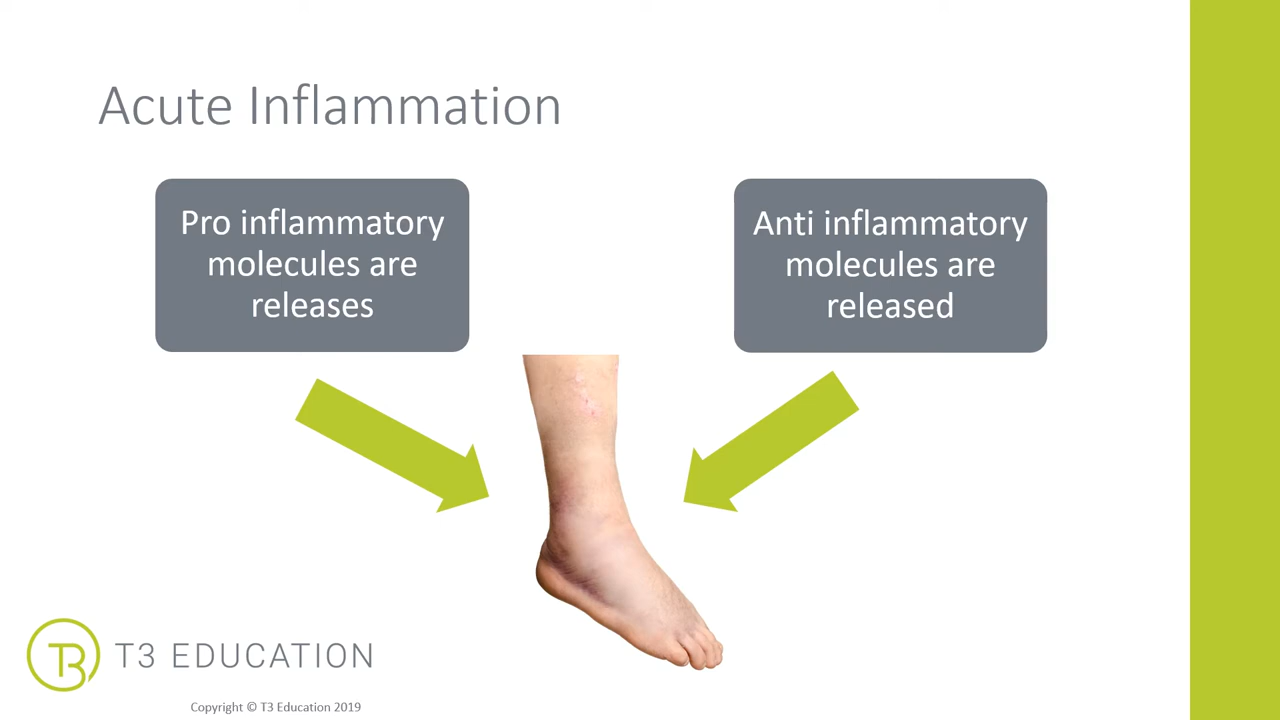 Acute Inflammation
Pro inflammatory
molecules are
releases
Anti inflammatory
molecules are
released
T3 EDUCATION
Copyright © T3 Education 2019